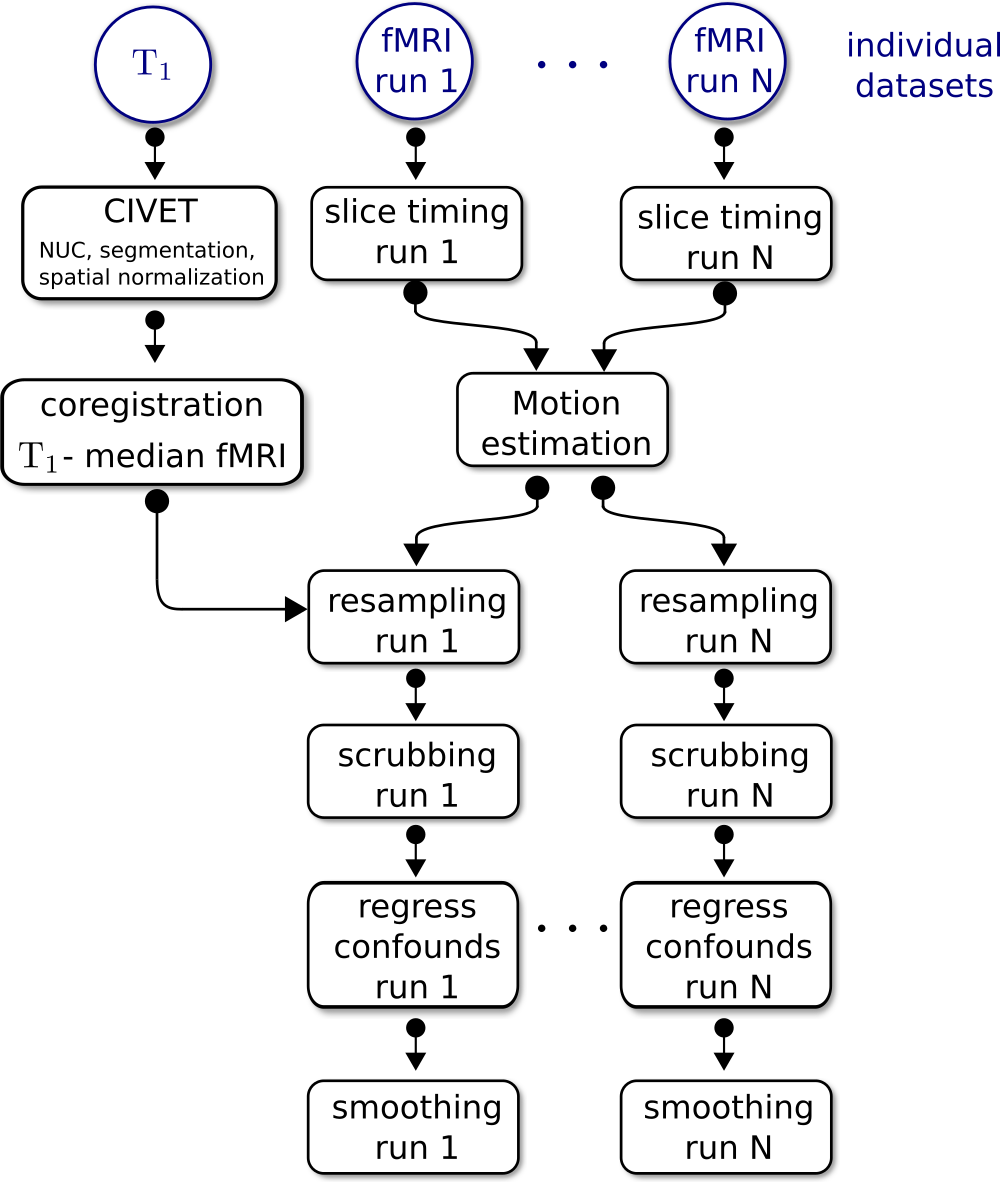 T₁
fMRI
run 1
. . .
fMRI
run N
individual
datasets
CIVET
NUC, segmentation,
spatial normalization
slice timing
run 1
slice timing
run N
coregistration
T₁- median fMRI
Motion
estimation
resampling
run 1
resampling
run N
scrubbing
run 1
scrubbing
run N
regress
confounds
run 1
. . .
regress
confounds
run N
smoothing
run 1
smoothing
run N